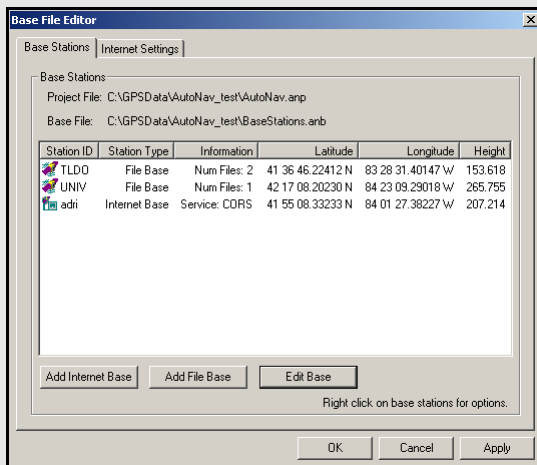 Base File Editor
Base Stations Internet Settings
Base Stations
Project File: C:\GPSData\AutoNav_test\AutoNav.anp
Base File: C:\GPSData\AutoNav_test\BaseStations.anb
Station ID Station Type Information Latitude Longitude Height
TLDO File Base Num Files: 2 41 36 46.22412 N 83 28 31.40147 W 153.618
UNIV File Base Num Files: 1 42 17 08.20230 N 84 23 09.29018 W 265.755
adri Internet Base Service: CORS 41 55 08.33233 N 84 01 27.38227 W 207.214
Add Internet Base Add File Base Edit Base
Right click on base stations for options.
OK Cancel Apply